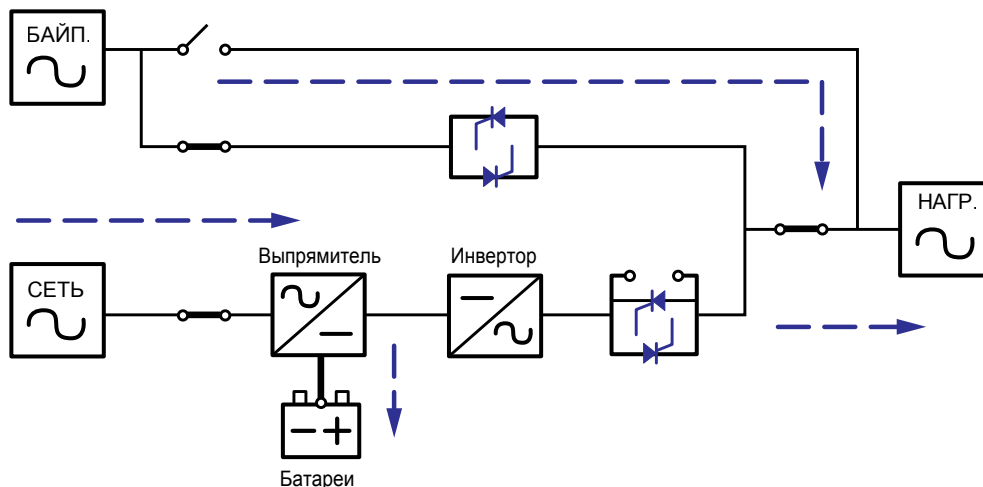 БАЙП.
НАГР.
Выпрямитель
Инвертор
СЕТЬ
Батареи